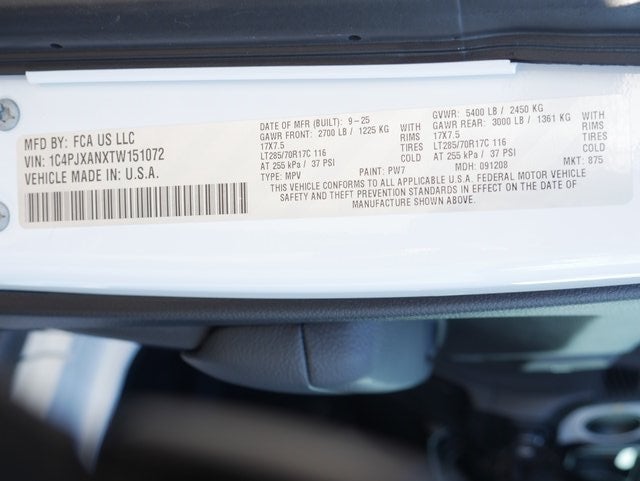 MFD BY: FCA US LLC
VIN: 1C4PJXANXTW151072
VEHICLE MADE IN: U.S.A.
DATE OF MFR (BUILT): 9-25
GAWR FRONT: 2700 LB / 1225 KG WITH
17X7.5 RIMS
LT285/70R17C 116 TIRES
AT 255 kPa / 37 PSI COLD
GVWR: 5400 LB / 2450 KG
GAWR REAR: 3000 LB / 1361 KG WITH
17X7.5 RIMS
LT285/70R17C 116 TIRES
AT 255 kPa / 37 PSI COLD
TYPE: MPV PAINT: PW7 MDH: 091208 MKT: 875
THIS VEHICLE CONFORMS TO ALL APPLICABLE U.S.A. FEDERAL MOTOR VEHICLE
SAFETY AND THEFT PREVENTION STANDARDS IN EFFECT ON THE DATE OF
MANUFACTURE SHOWN ABOVE.